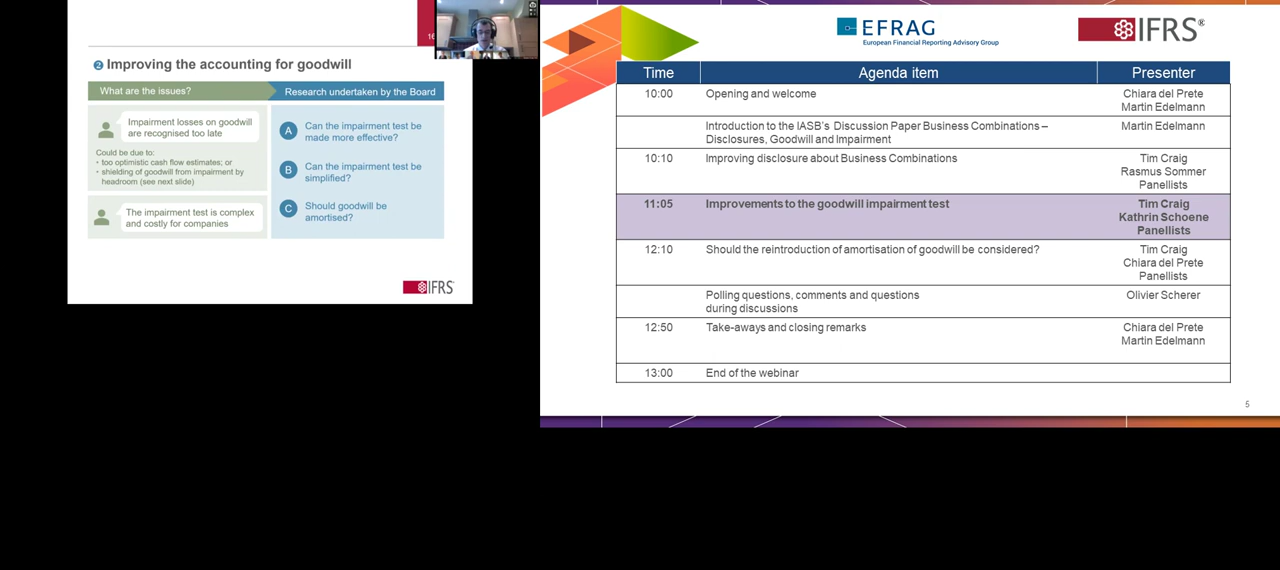 16
2 Improving the accounting for goodwill
What are the issues?
Research undertaken by the Board
Impairment losses on goodwill
are recognised too late
Could be due to:
• too optimistic cash flow estimates; or
• shielding of goodwill from impairment by
headroom (see next slide)
The impairment test is complex
and costly for companies
A
Can the impairment test be
made more effective?
B
Can the impairment test be
simplified?
C
Should goodwill be
amortised?
IFRS
EFRAG
European Financial Reporting Advisory Group
IFRS®
Time Agenda item Presenter
10:00 Opening and welcome Chiara del Prete
Martin Edelmann
Introduction to the IASB's Discussion Paper Business Combinations – Martin Edelmann
Disclosures, Goodwill and Impairment
10:10 Improving disclosure about Business Combinations Tim Craig
Rasmus Sommer
Panellists
11:05 Improvements to the goodwill impairment test Tim Craig
Kathrin Schoene
Panellists
12:10 Should the reintroduction of amortisation of goodwill be considered? Tim Craig
Chiara del Prete
Panellists
Polling questions, comments and questions Olivier Scherer
during discussions
12:50 Take-aways and closing remarks Chiara del Prete
Martin Edelmann
13:00 End of the webinar
5